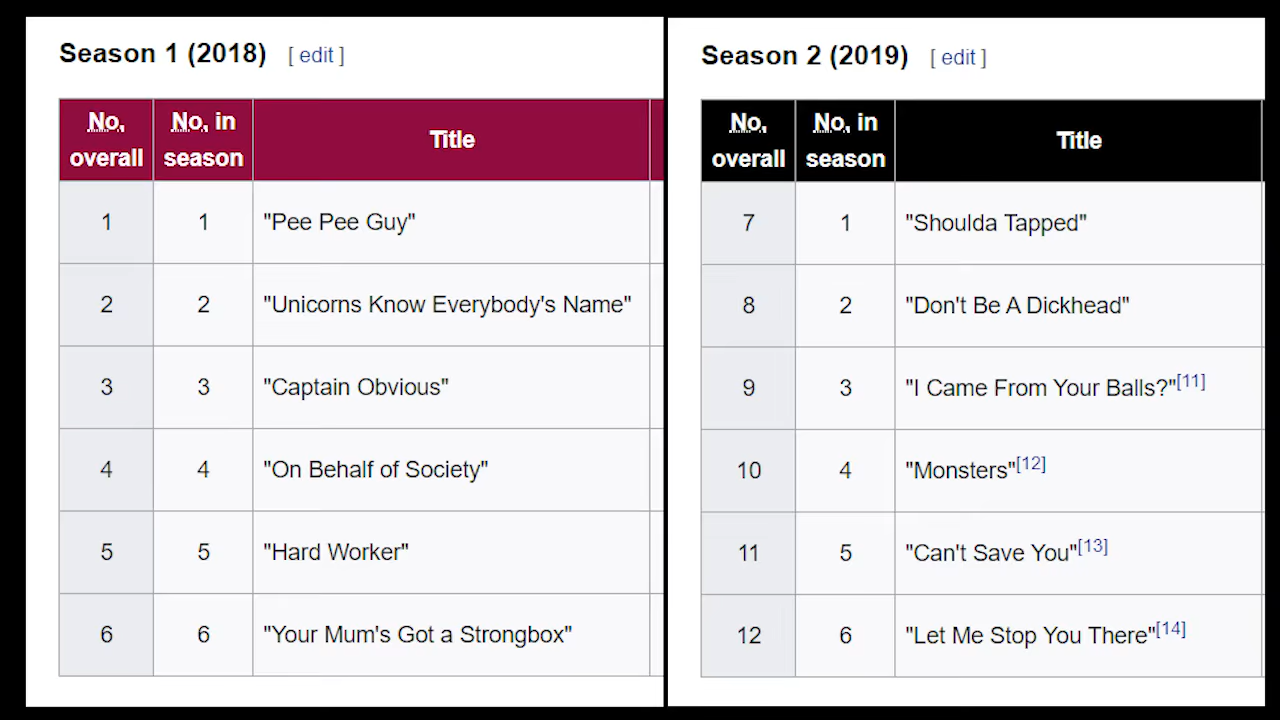 Season 1 (2018) [ edit ]
No, overall No, in season Title
1 1 "Pee Pee Guy"
2 2 "Unicorns Know Everybody's Name"
3 3 "Captain Obvious"
4 4 "On Behalf of Society"
5 5 "Hard Worker"
6 6 "Your Mum's Got a Strongbox"
Season 2 (2019) [ edit ]
No, overall No, in season Title
7 1 "Shoulda Tapped"
8 2 "Don't Be A Dickhead"
9 3 "I Came From Your Balls?"[11]
10 4 "Monsters"[12]
11 5 "Can't Save You"[13]
12 6 "Let Me Stop You There"[14]